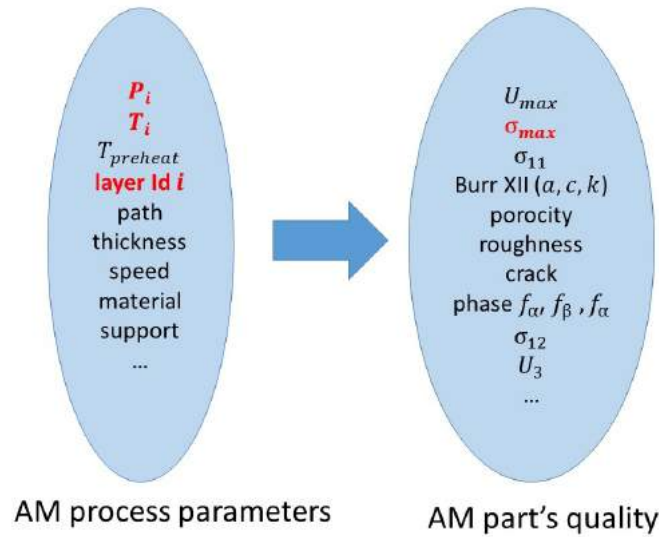 P_i
T_i
T_preheat
layer Id i
path
thickness
speed
material
support
...
AM process parameters
U_max
σ_max
σ_11
Burr XII (a, c, k)
porocity
roughness
crack
phase f_α, f_β , f_α
σ_12
U_3
...
AM part's quality